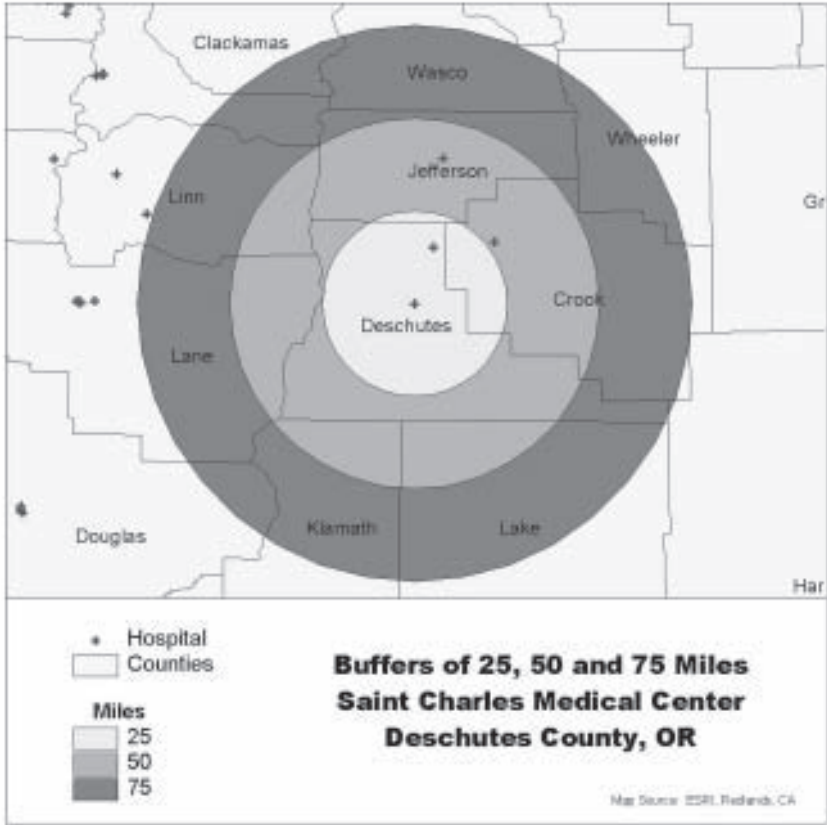 Clackamas
Wasco
Wheeler
Jefferson
Linn
Gr
Crook
Deschutes
Lane
Klamath
Lake
Douglas
Har
Hospital
Counties
Miles
25
50
75
Buffers of 25, 50 and 75 Miles
Saint Charles Medical Center
Deschutes County, OR
Map Source: ESRI, Redlands, CA